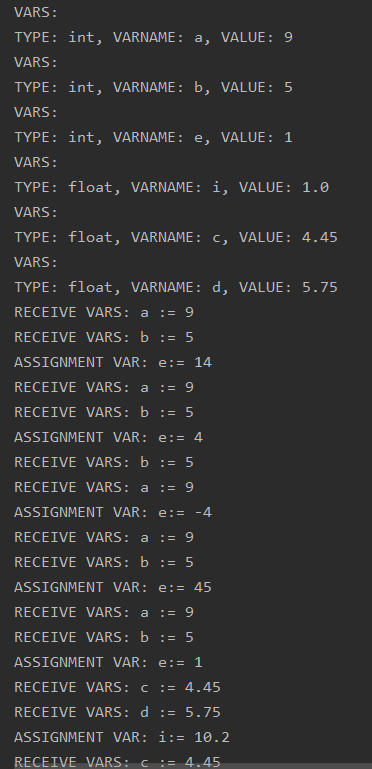 VARS:
TYPE: int, VARNAME: a, VALUE: 9
VARS:
TYPE: int, VARNAME: b, VALUE: 5
VARS:
TYPE: int, VARNAME: e, VALUE: 1
VARS:
TYPE: float, VARNAME: i, VALUE: 1.0
VARS:
TYPE: float, VARNAME: c, VALUE: 4.45
VARS:
TYPE: float, VARNAME: d, VALUE: 5.75
RECEIVE VARS: a := 9
RECEIVE VARS: b := 5
ASSIGNMENT VAR: e:= 14
RECEIVE VARS: a := 9
RECEIVE VARS: b := 5
ASSIGNMENT VAR: e:= 4
RECEIVE VARS: b := 5
RECEIVE VARS: a := 9
ASSIGNMENT VAR: e:= -4
RECEIVE VARS: a := 9
RECEIVE VARS: b := 5
ASSIGNMENT VAR: e:= 45
RECEIVE VARS: a := 9
RECEIVE VARS: b := 5
ASSIGNMENT VAR: e:= 1
RECEIVE VARS: c := 4.45
RECEIVE VARS: d := 5.75
ASSIGNMENT VAR: i:= 10.2
RECEIVE VARS: c := 4.45